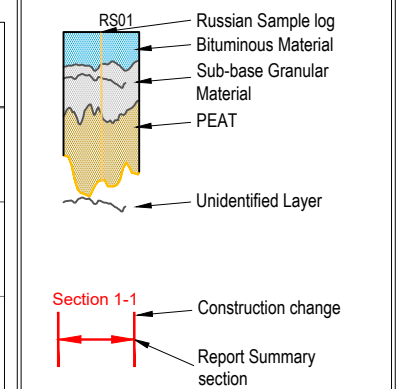 RS01
Russian Sample log
Bituminous Material
Sub-base Granular
Material
PEAT
Unidentified Layer
Section 1-1
Construction change
Report Summary
section